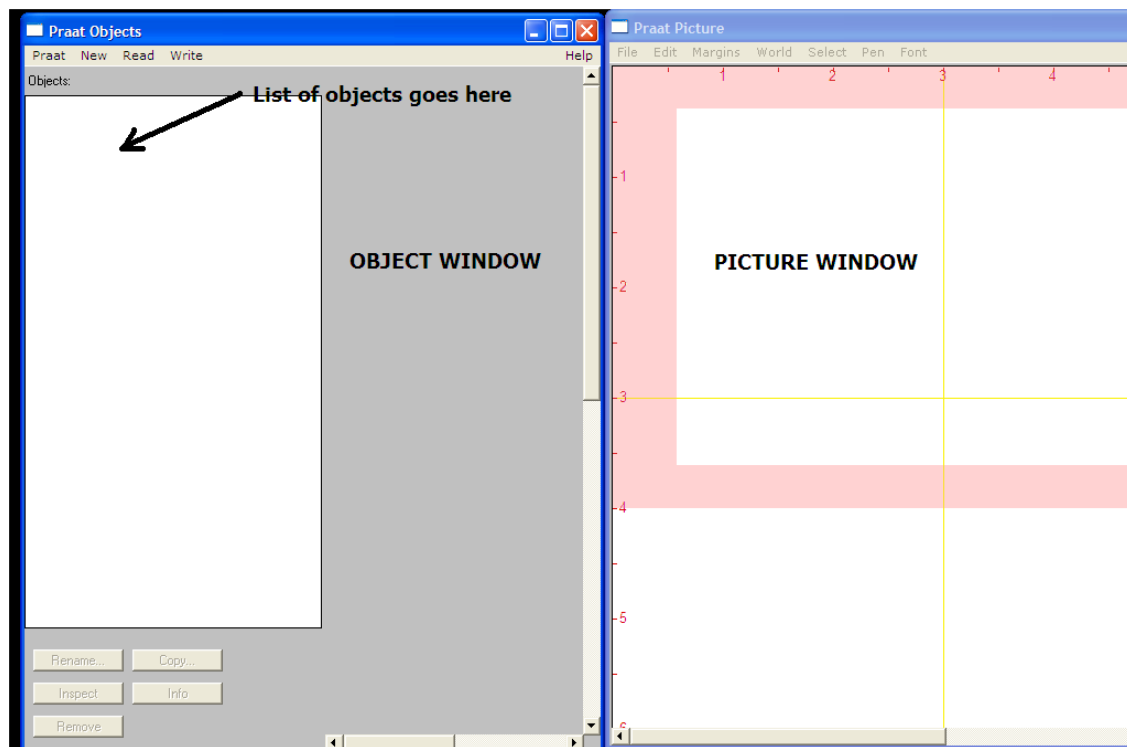 Praat Objects
Praat New Read Write Help
Objects:
List of objects goes here
OBJECT WINDOW
Rename... Copy...
Inspect Info
Remove
Praat Picture
File Edit Margins World Select Pen Font
1 2 3 4
1
PICTURE WINDOW
2
3
4
5
6